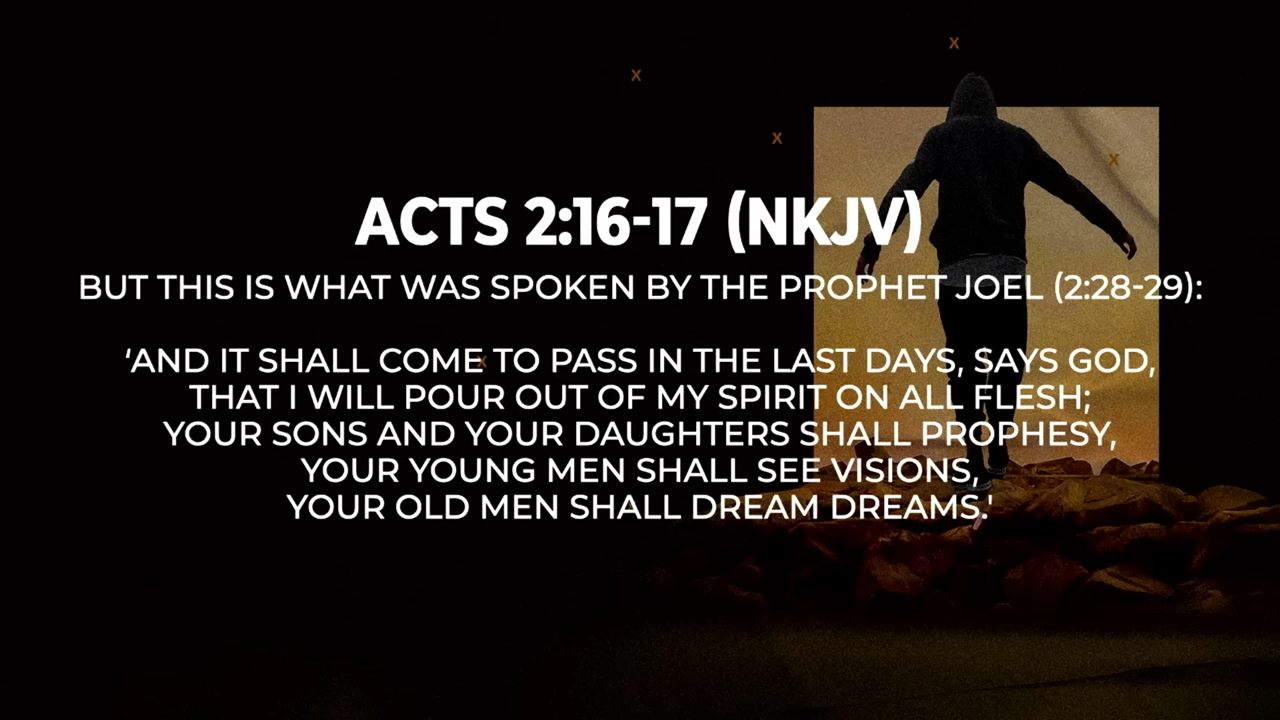 ACTS 2:16-17 (NKJV)
BUT THIS IS WHAT WAS SPOKEN BY THE PROPHET JOEL (2:28-29):
‘AND IT SHALL COME TO PASS IN THE LAST DAYS, SAYS GOD,
THAT I WILL POUR OUT OF MY SPIRIT ON ALL FLESH;
YOUR SONS AND YOUR DAUGHTERS SHALL PROPHESY,
YOUR YOUNG MEN SHALL SEE VISIONS,
YOUR OLD MEN SHALL DREAM DREAMS.'